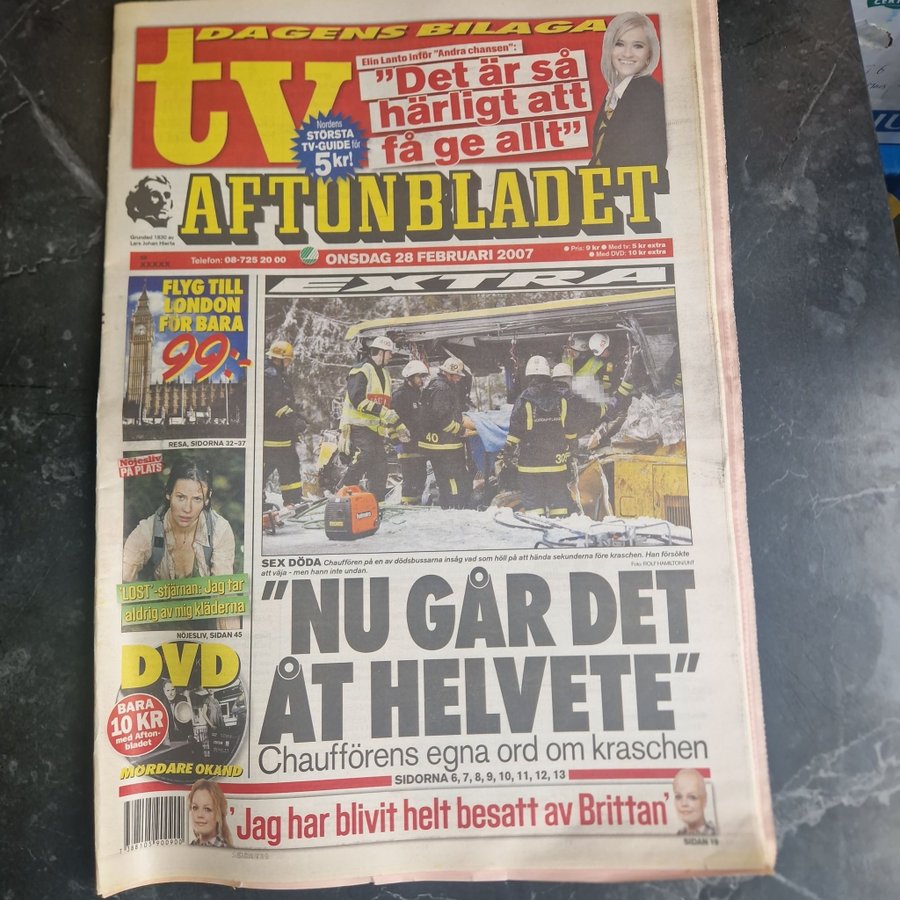 DAGENS BILAGA
tv
Elin Lanto inför "Andra chansen":
"Det är så
härligt att
få ge allt"
Nordens
STÖRSTA
TV-GUIDE för
5 kr!
AFTONBLADET
Grundad 1830 av
Lars Johan Hierta
Telefon: 08-725 20 00
ONSDAG 28 FEBRUARI 2007
• Pris: 9 kr • Med tv: 5 kr extra
• Med DVD: 10 kr extra
FLYG TILL
LONDON
FÖR BARA
99:-
RESA, SIDORNA 32–37
EXTRA
40
Nöjesliv
PÅ PLATS
'LOST'-stjärnan: Jag tar
aldrig av mig kläderna
NÖJESLIV, SIDAN 45
SEX DÖDA Chauffören på en av dödsbussarna insåg vad som höll på att hända sekunderna före kraschen. Han försökte
att väja - men hann inte undan.
Foto: ROLF HAMILTON/UNT
"NU GÅR DET
ÅT HELVETE"
Chaufförens egna ord om kraschen
SIDORNA 6, 7, 8, 9, 10, 11, 12, 13
DVD
BARA
10 KR
med Afton-
bladet
MÖRDARE OKÄND
'Jag har blivit helt besatt av Brittan'
SIDAN 19
7 388105 900900